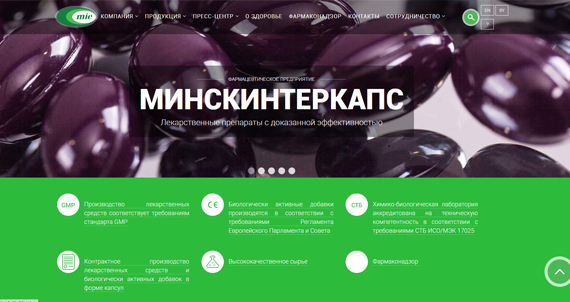 mic
КОМПАНИЯ ПРОДУКЦИЯ ПРЕСС-ЦЕНТР О ЗДОРОВЬЕ ФАРМАКОНАДЗОР КОНТАКТЫ СОТРУДНИЧЕСТВО
EN BY
ФАРМАЦЕВТИЧЕСКОЕ ПРЕДПРИЯТИЕ
МИНСКИНТЕРКАПС
Лекарственные препараты с доказанной эффективностью
GMP
Производство лекарственных
средств соответствует требованиям
стандарта GMP
CE
Биологически активные добавки
производятся в соответствии с
требованиями Регламента
Европейского Парламента и Совета
СТБ
Химико-биологическая лаборатория
аккредитована на техническую
компетентность в соответствии с
требованиями СТБ ИСО/МЭК 17025
Контрактное производство
лекарственных средств и
биологически активных добавок в
форме капсул
Высококачественное сырье
Фармаконадзор